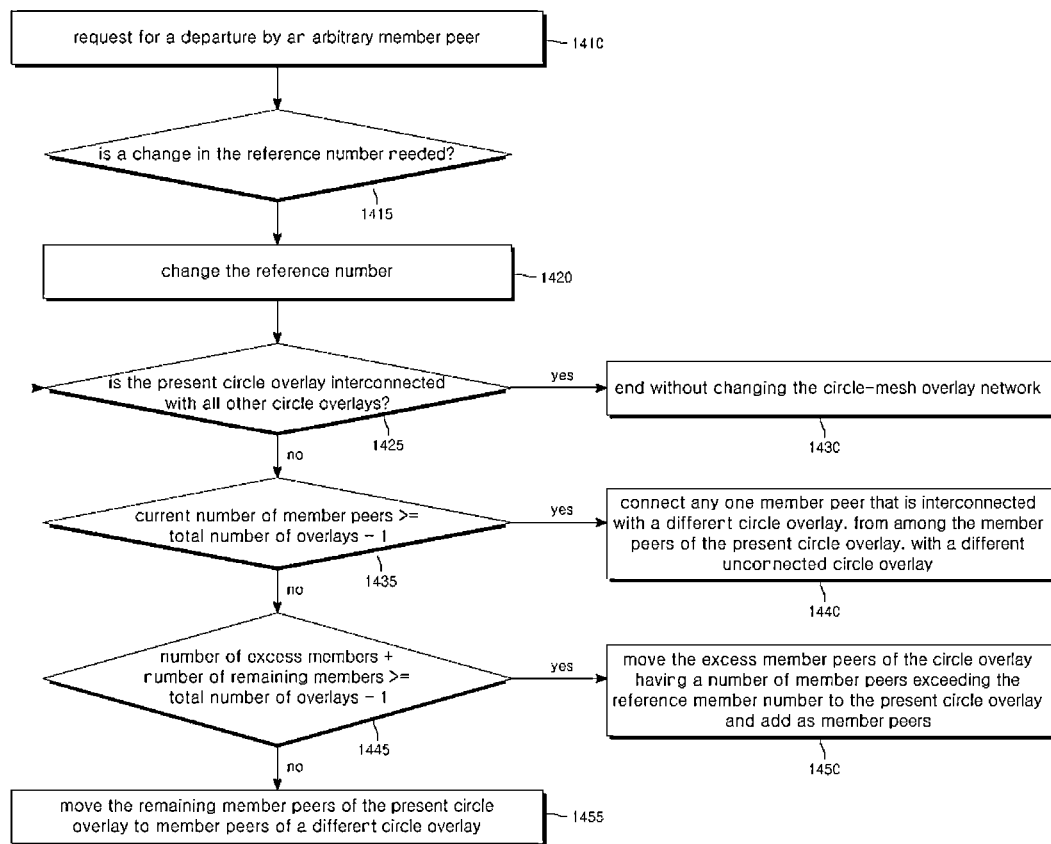 request for a departure by an arbitrary member peer
1410
is a change in the reference number needed?
1415
change the reference number
1420
is the present circle overlay interconnected
with all other circle overlays?
1425
yes
end without changing the circle-mesh overlay network
1430
no
current number of member peers >=
total number of overlays - 1
1435
yes
connect any one member peer that is interconnected
with a different circle overlay. from among the member
peers of the present circle overlay. with a different
unconnected circle overlay
1440
no
number of excess members +
number of remaining members >=
total number of overlays - 1
1445
yes
move the excess member peers of the circle overlay
having a number of member peers exceeding the
reference member number to the present circle overlay
and add as member peers
1450
no
move the remaining member peers of the present circle
overlay to member peers of a different circle overlay
1455